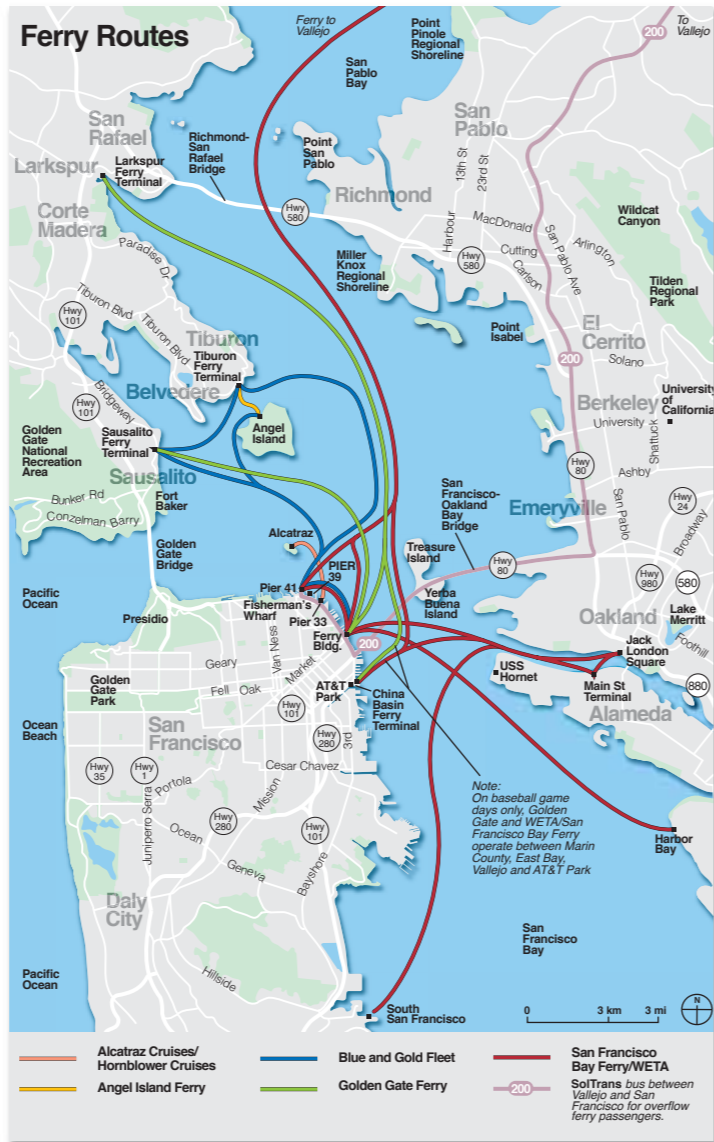 Ferry Routes
Ferry to
Vallejo
Point
Pinole
Regional
Shoreline
To
Vallejo
200
San
Pablo
Bay
San
Rafael
San
Pablo
Richmond-
San
Rafael
Bridge
Point
San Pablo
13th St
23rd St
Larkspur
Larkspur
Ferry
Terminal
Richmond
Hwy
580
Corte
Madera
Wildcat
Canyon
Harbour
MacDonald
Cutting
Carlson
San Pablo Ave
Arlington
Paradise Dr
Miller
Knox
Regional
Shoreline
Hwy
580
Tilden
Regional
Park
Hwy
101
Tiburon Blvd
Tiburon Blvd
Point
Isabel
El
Cerrito
Solano
Tiburon
Tiburon
Ferry
Terminal
200
Belvedere
Bridgeway
Hwy
101
Berkeley
University
of
California
University
Shattuck
Golden
Gate
National
Recreation
Area
Sausalito
Ferry
Terminal
Angel
Island
Sausalito
Hwy
80
Ashby
San Pablo
San
Francisco-
Oakland
Bay
Bridge
Emeryville
Hwy
24
Broadway
Bunker Rd
Conzelman
Barry
Fort
Baker
Golden
Gate
Bridge
Alcatraz
Treasure
Island
Hwy
80
Hwy
980
580
PIER
39
Pier 41
Fisherman's
Wharf
Pier 33
Yerba
Buena
Island
Pacific
Ocean
Presidio
Oakland
Lake
Merritt
Foothill
Ferry
Bldg.
200
Van Ness
Market
Geary
Fell
Oak
Jack
London
Square
USS
Hornet
Main St
Terminal
880
Alameda
Golden
Gate
Park
AT&T
Park
China
Basin
Ferry
Terminal
Hwy
101
Ocean
Beach
San
Francisco
Hwy
280
3rd
Cesar Chavez
Hwy
35
Hwy
1
Portola
Mission
Juniperro Serra
Hwy
280
Hwy
101
Ocean
Geneva
Bayshore
Note:
On baseball game
days only, Golden
Gate and WETA/San
Francisco Bay Ferry
operate between Marin
County, East Bay,
Vallejo and AT&T Park
Harbor
Bay
Daly
City
San
Francisco
Bay
Pacific
Ocean
Hillside
South
San Francisco
0 3 km 3 mi
N
Alcatraz Cruises/
Hornblower Cruises
Blue and Gold Fleet
San Francisco
Bay Ferry/WETA
Angel Island Ferry
Golden Gate Ferry
200
SolTrans bus between
Vallejo and San
Francisco for overflow
ferry passengers.